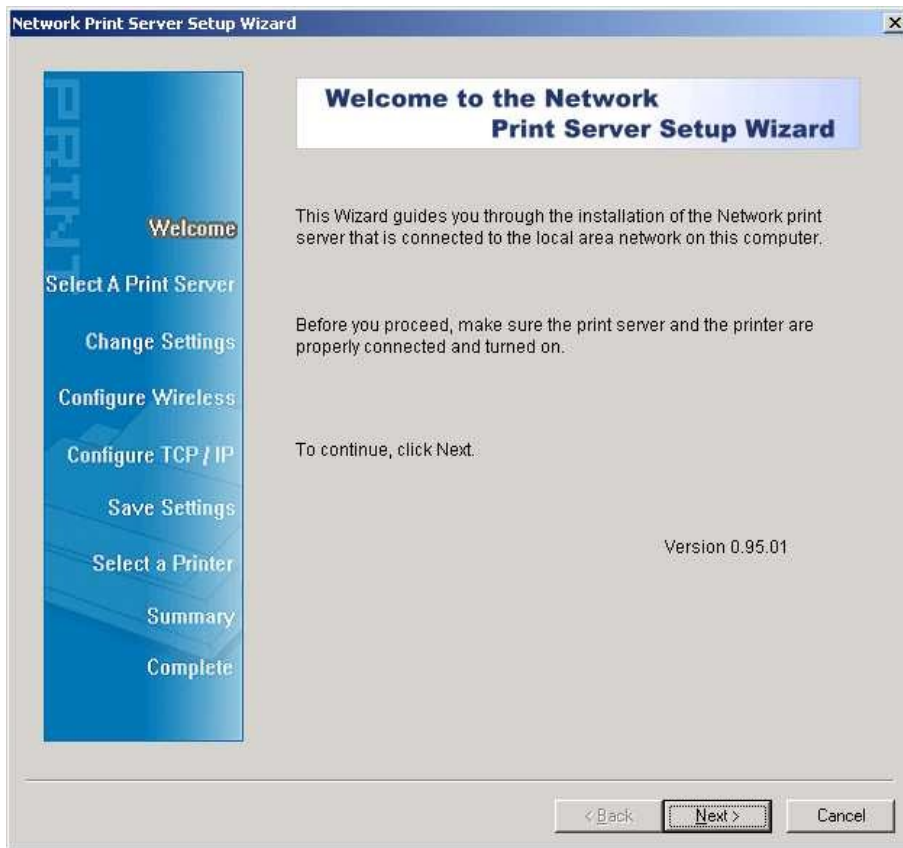 Network Print Server Setup Wizard
PRINT
Welcome
Select A Print Server
Change Settings
Configure Wireless
Configure TCP / IP
Save Settings
Select a Printer
Summary
Complete
Welcome to the Network
Print Server Setup Wizard
This Wizard guides you through the installation of the Network print
server that is connected to the local area network on this computer.
Before you proceed, make sure the print server and the printer are
properly connected and turned on.
To continue, click Next.
Version 0.95.01
< Back
Next >
Cancel